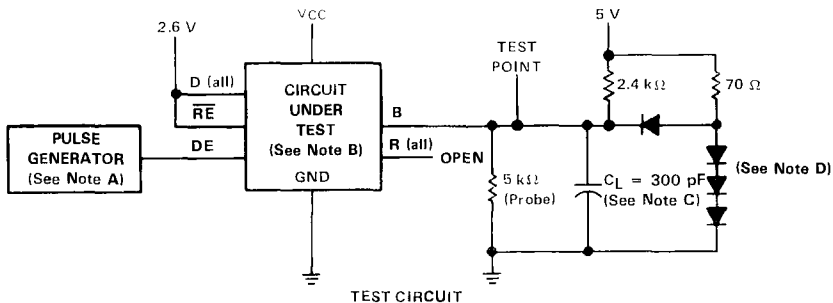 VCC
2.6 V
5 V
TEST
POINT
D (all)
RE
DE
CIRCUIT
UNDER
TEST
(See Note B)
GND
B
R (all)
OPEN
2.4 kΩ
70 Ω
PULSE
GENERATOR
(See Note A)
5 kΩ
(Probe)
CL = 300 pF
(See Note C)
(See Note D)
TEST CIRCUIT